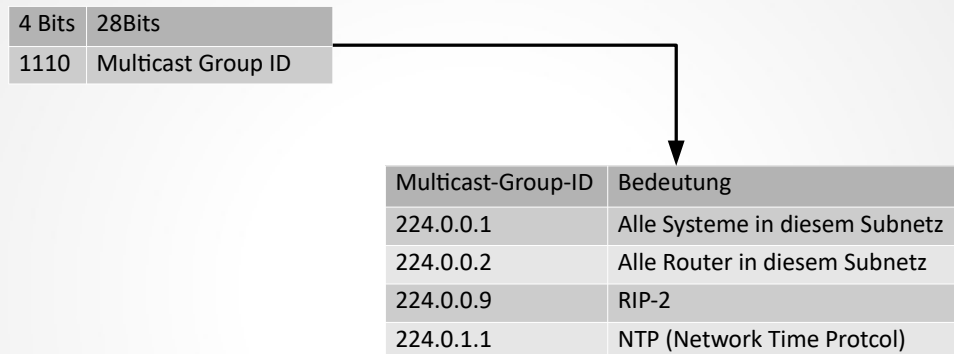 4 Bits 28Bits
1110 Multicast Group ID
Multicast-Group-ID Bedeutung
224.0.0.1 Alle Systeme in diesem Subnetz
224.0.0.2 Alle Router in diesem Subnetz
224.0.0.9 RIP-2
224.0.1.1 NTP (Network Time Protcol)